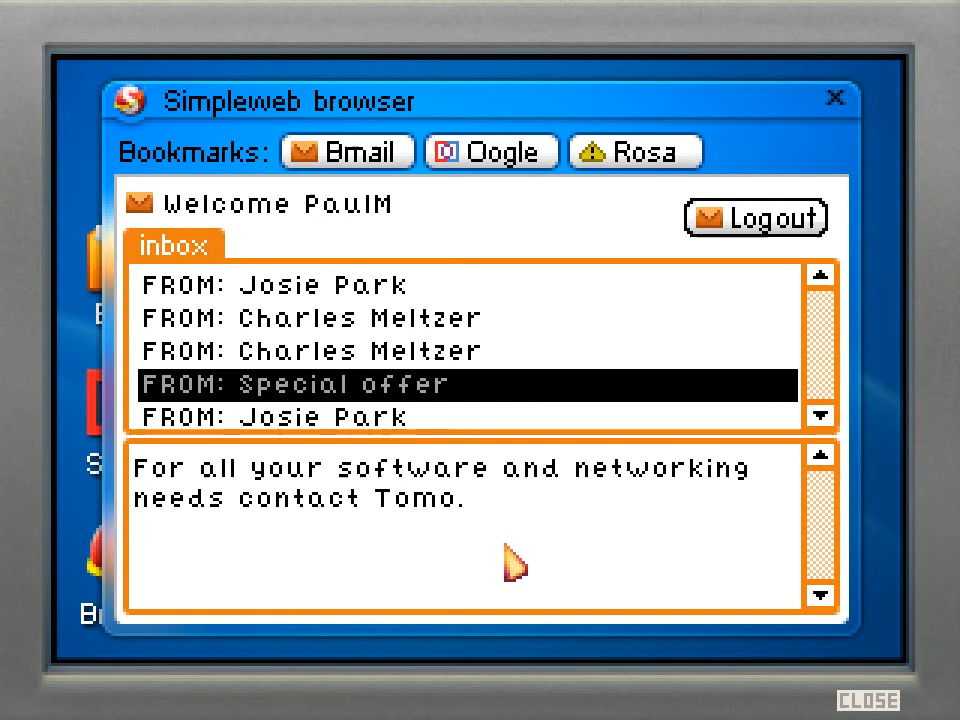 Simpleweb browser
Bookmarks: Bmail Oogle Rosa
Welcome PaulM
Logout
inbox
FROM: Josie Park
FROM: Charles Meltzer
FROM: Charles Meltzer
FROM: Special offer
FROM: Josie Park
For all your software and networking
needs contact Tomo.
CLOSE